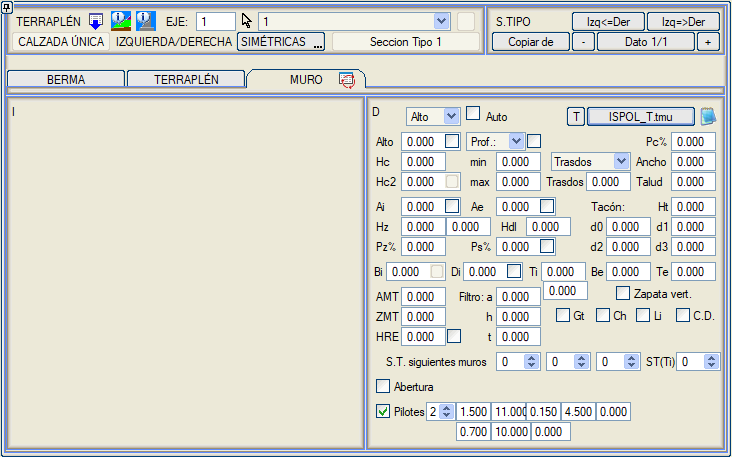 TERRAPLÉN EJE: 1 1 S.TIPO Izq<=Der Izq=>Der
CALZADA ÚNICA IZQUIERDA/DERECHA SIMÉTRICAS ... Seccion Tipo 1 Copiar de - Dato 1/1 +
BERMA TERRAPLÉN MURO
I D Alto Auto T ISPOL_T.tmu
Alto 0.000 Prof.: Pc% 0.000
Hc 0.000 min 0.000 Trasdos Ancho 0.000
Hc2 0.000 max 0.000 Trasdos 0.000 Talud 0.000
Ai 0.000 Ae 0.000 Tacón: Ht 0.000
Hz 0.000 0.000 Hdl 0.000 d0 0.000 d1 0.000
Pz% 0.000 Ps% 0.000 d2 0.000 d3 0.000
Bi 0.000 Di 0.000 Ti 0.000 Be 0.000 Te 0.000
0.000
AMT 0.000 Filtro: a 0.000 Zapata vert.
ZMT 0.000 h 0.000 Gt Ch Li C.D.
HRE 0.000 t 0.000
S.T. siguientes muros 0 0 0 ST(Ti) 0
Abertura
Pilotes 2 1.500 11.000 0.150 4.500 0.000
0.700 10.000 0.000